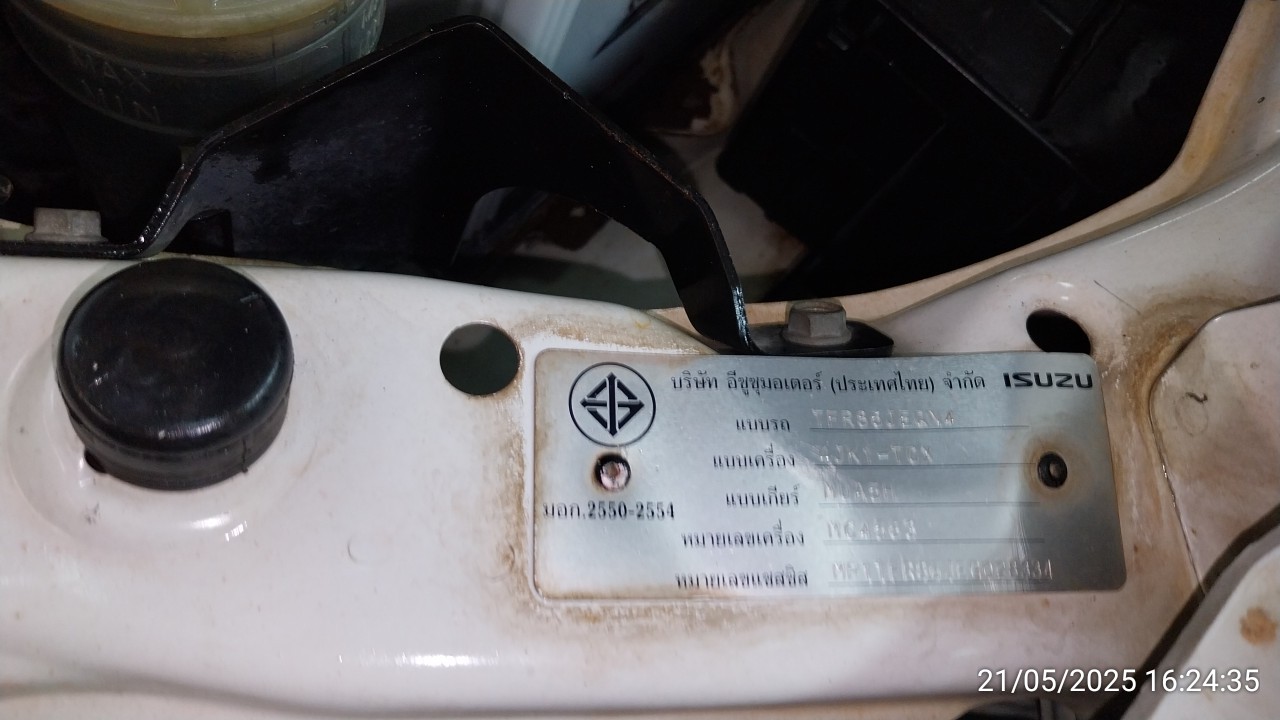 MAX
MIN
บริษัท อีซูซุมอเตอร์ (ประเทศไทย) จำกัด ISUZU
แบบรถ
แบบเครื่อง 4JK1-TCX
แบบเกียร์
มอก.2550-2554
หมายเลขเครื่อง
หมายเลขแชสซิส
21/05/2025 16:24:35